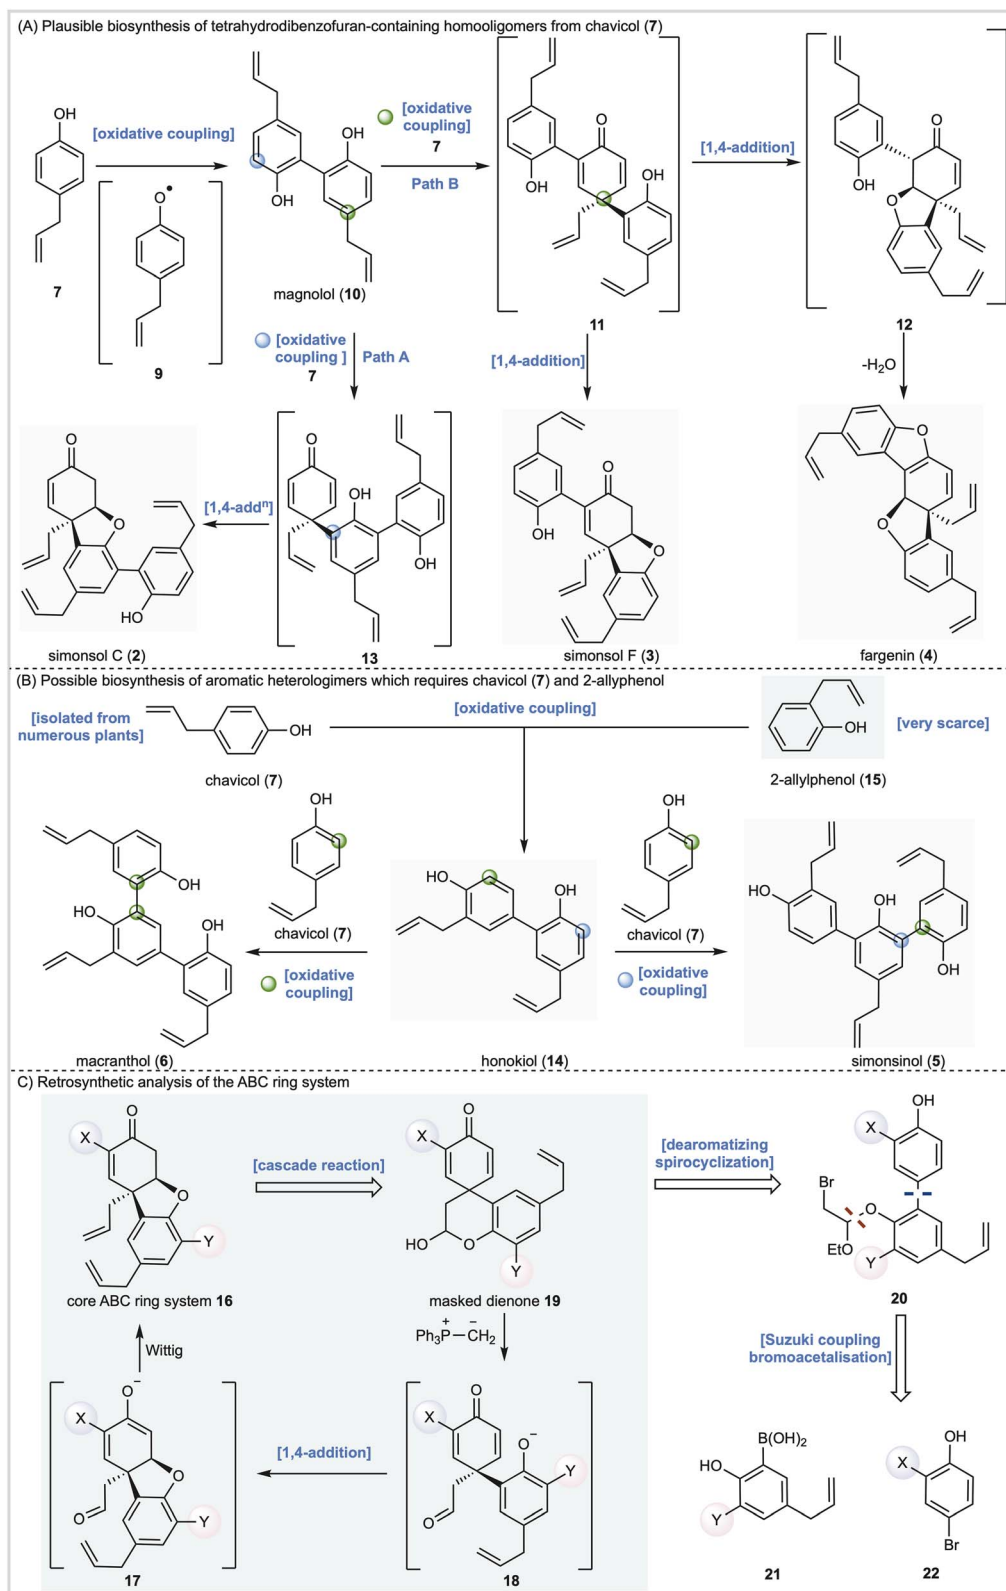 (A) Plausible biosynthesis of tetrahydrodibenzofuran-containing homooligomers from chavicol (7)
OH
[oxidative coupling]
7
O•
9
OH
OH
magnolol (10)
[oxidative
coupling]
7
Path B
O
OH
OH
11
[1,4-addition]
O
OH
O
12
[oxidative
coupling ]
7
Path A
[1,4-addition]
-H2O
O
O
simonsol C (2)
HO
[1,4-addn]
O
OH
OH
13
O
OH
O
simonsol F (3)
O
O
fargenin (4)
(B) Possible biosynthesis of aromatic heterologimers which requires chavicol (7) and 2-allyphenol
[isolated from
numerous plants]
OH
chavicol (7)
[oxidative coupling]
OH
2-allylphenol (15)
[very scarce]
OH
HO
OH
macranthol (6)
OH
chavicol (7)
[oxidative
coupling]
HO
OH
honokiol (14)
OH
chavicol (7)
[oxidative
coupling]
HO
OH
OH
simonsinol (5)
C) Retrosynthetic analysis of the ABC ring system
X
O
O
Y
core ABC ring system 16
[cascade reaction]
X
O
HO
O
Y
masked dienone 19
[dearomatizing
spirocyclization]
OH
X
Br
O
EtO
Y
20
Wittig
Ph3P+—CH2−
[Suzuki coupling
bromoacetalisation]
O−
X
O
O
Y
17
[1,4-addition]
O
X
O−
Y
O
18
B(OH)2
HO
Y
21
OH
X
Br
22